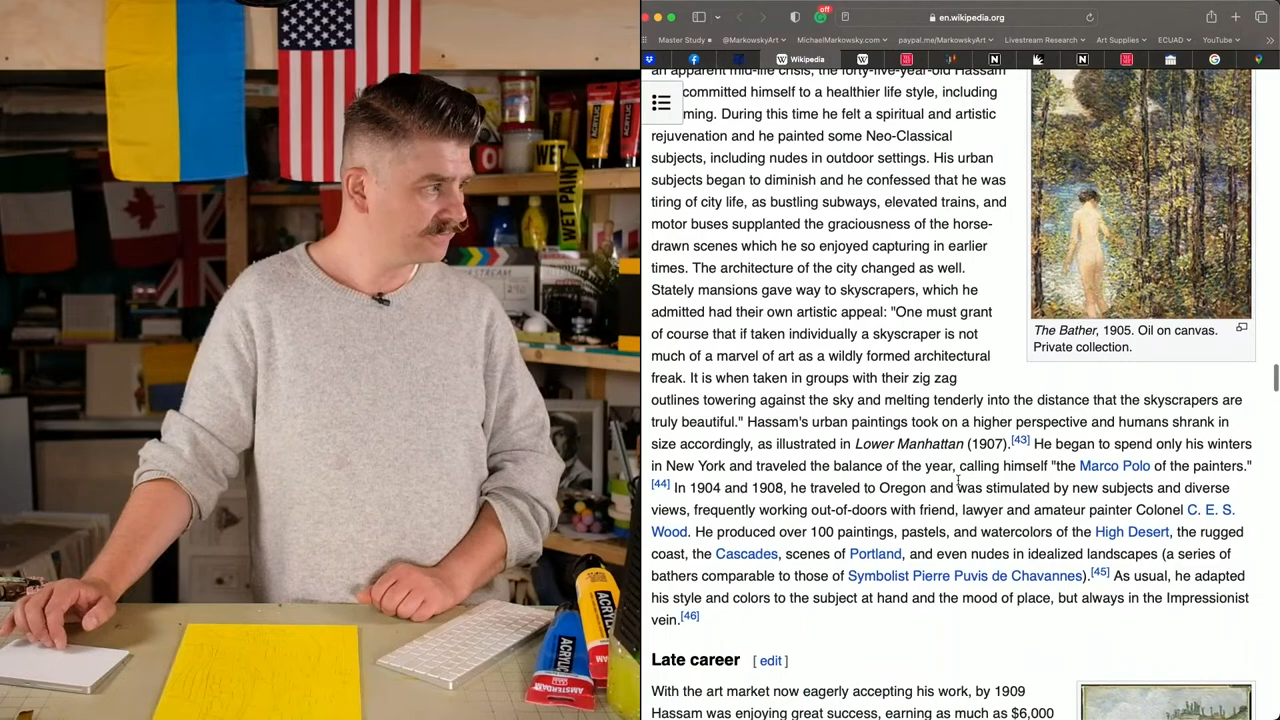 off
en.wikipedia.org
Master Study
@MarkowskyArt
MichaelMarkowsky.com
paypal.me/MarkowskyArt
Livestream Research
Art Supplies
ECUAD
YouTube
Wikipedia
an apparent mid-life crisis, the forty-five-year-old Hassam
committed himself to a healthier life style, including
ming. During this time he felt a spiritual and artistic
rejuvenation and he painted some Neo-Classical
subjects, including nudes in outdoor settings. His urban
subjects began to diminish and he confessed that he was
tiring of city life, as bustling subways, elevated trains, and
motor buses supplanted the graciousness of the horse-
drawn scenes which he so enjoyed capturing in earlier
times. The architecture of the city changed as well.
Stately mansions gave way to skyscrapers, which he
admitted had their own artistic appeal: "One must grant
of course that if taken individually a skyscraper is not
much of a marvel of art as a wildly formed architectural
freak. It is when taken in groups with their zig zag
outlines towering against the sky and melting tenderly into the distance that the skyscrapers are
truly beautiful." Hassam's urban paintings took on a higher perspective and humans shrank in
size accordingly, as illustrated in Lower Manhattan (1907).[43] He began to spend only his winters
in New York and traveled the balance of the year, calling himself "the Marco Polo of the painters."
[44] In 1904 and 1908, he traveled to Oregon and was stimulated by new subjects and diverse
views, frequently working out-of-doors with friend, lawyer and amateur painter Colonel C. E. S.
Wood. He produced over 100 paintings, pastels, and watercolors of the High Desert, the rugged
coast, the Cascades, scenes of Portland, and even nudes in idealized landscapes (a series of
bathers comparable to those of Symbolist Pierre Puvis de Chavannes).[45] As usual, he adapted
his style and colors to the subject at hand and the mood of place, but always in the Impressionist
vein.[46]
The Bather, 1905. Oil on canvas.
Private collection.
Late career [ edit ]
With the art market now eagerly accepting his work, by 1909
Hassam was enjoying great success, earning as much as $6,000
WET
WET PAINT
ACRYLIC
ACRYLIC
AMSTERDAM